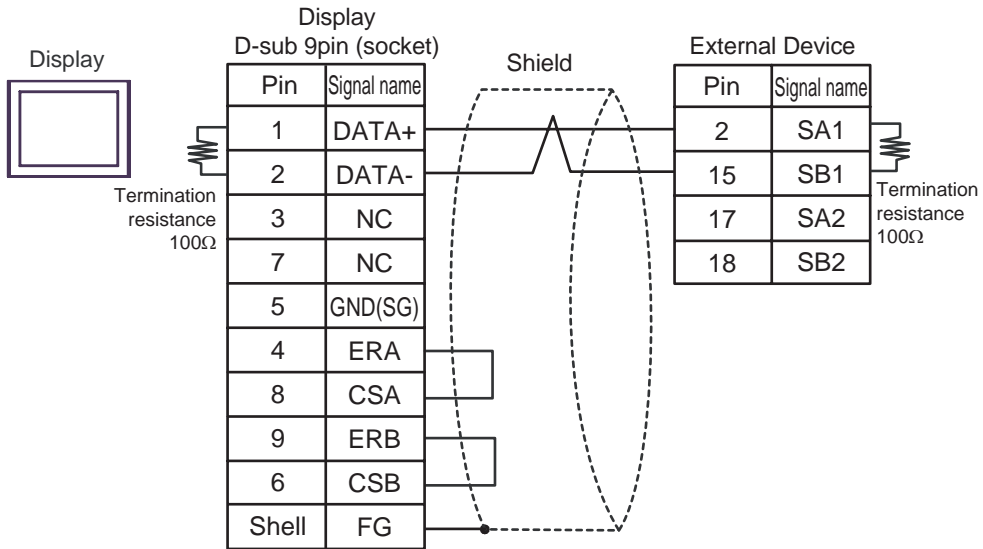 Display
Display
D-sub 9pin (socket)
Pin Signal name
1 DATA+
2 DATA-
3 NC
7 NC
5 GND(SG)
4 ERA
8 CSA
9 ERB
6 CSB
Shell FG
Termination
resistance
100Ω
Shield
External Device
Pin Signal name
2 SA1
15 SB1
17 SA2
18 SB2
Termination
resistance
100Ω